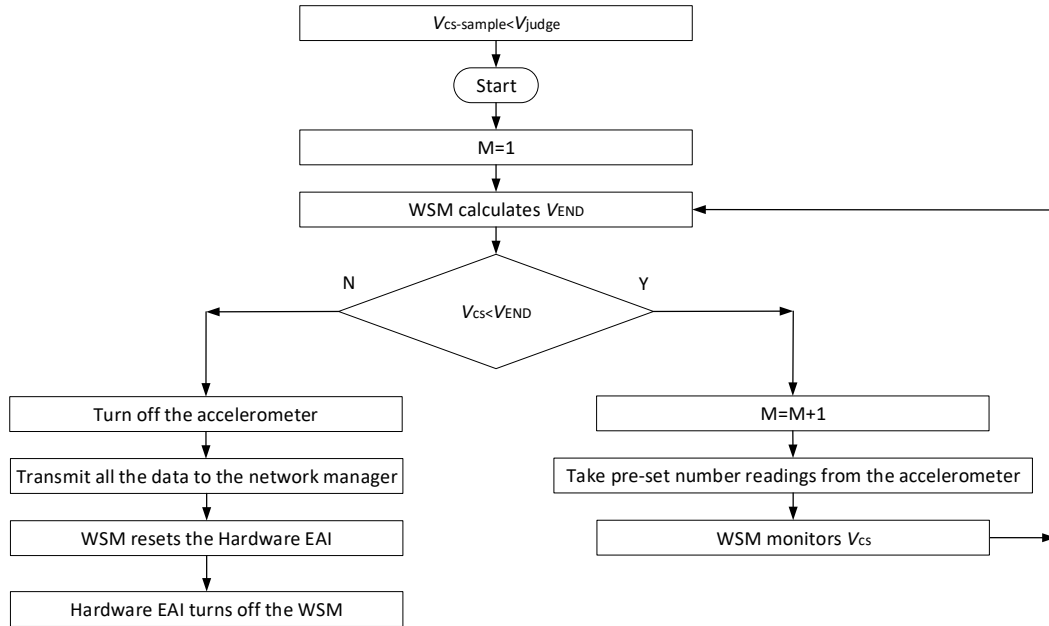 Vcs-sample<Vjudge
Start
M=1
WSM calculates VEND
N
Y
Vcs<VEND
Turn off the accelerometer
M=M+1
Transmit all the data to the network manager
Take pre-set number readings from the accelerometer
WSM resets the Hardware EAI
WSM monitors Vcs
Hardware EAI turns off the WSM